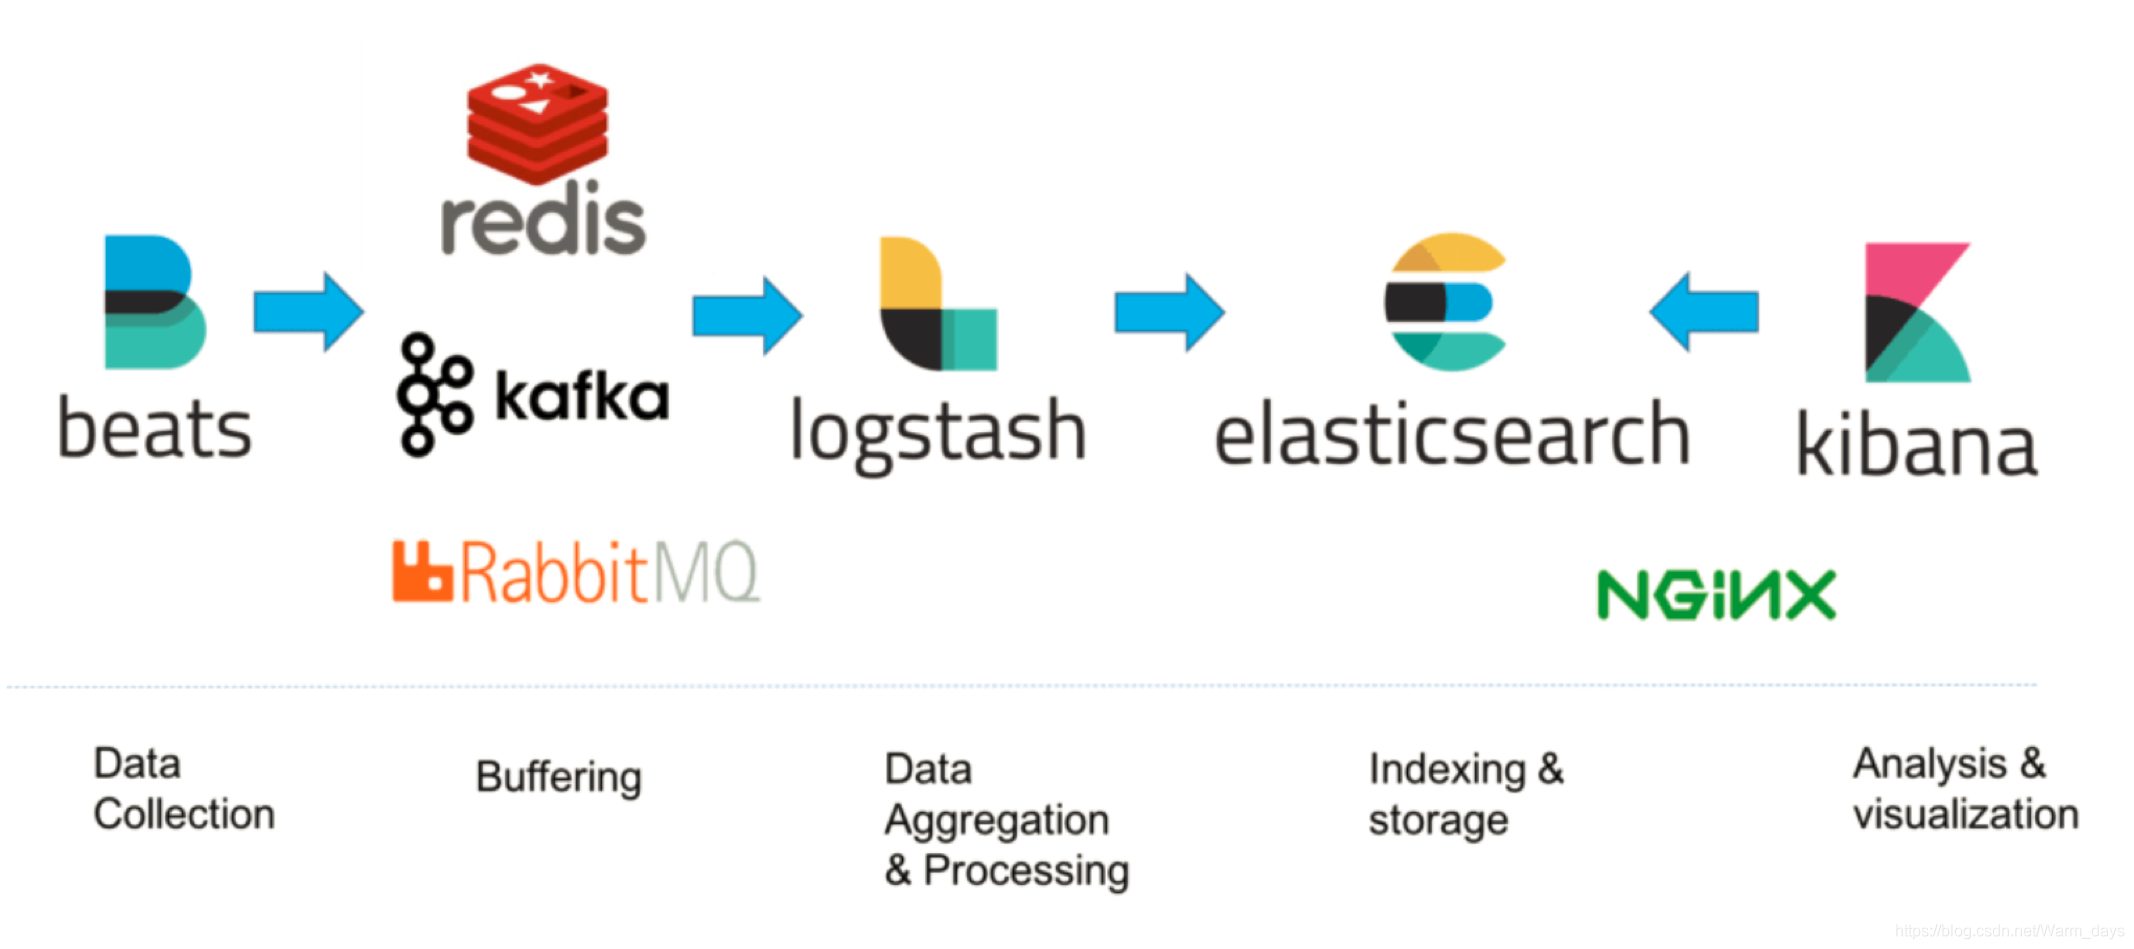 redis
beats
kafka
logstash
elasticsearch
kibana
RabbitMQ
NGiNX
Data
Collection
Buffering
Data
Aggregation
& Processing
Indexing &
storage
Analysis &
visualization
https://blog.csdn.net/Warm_days